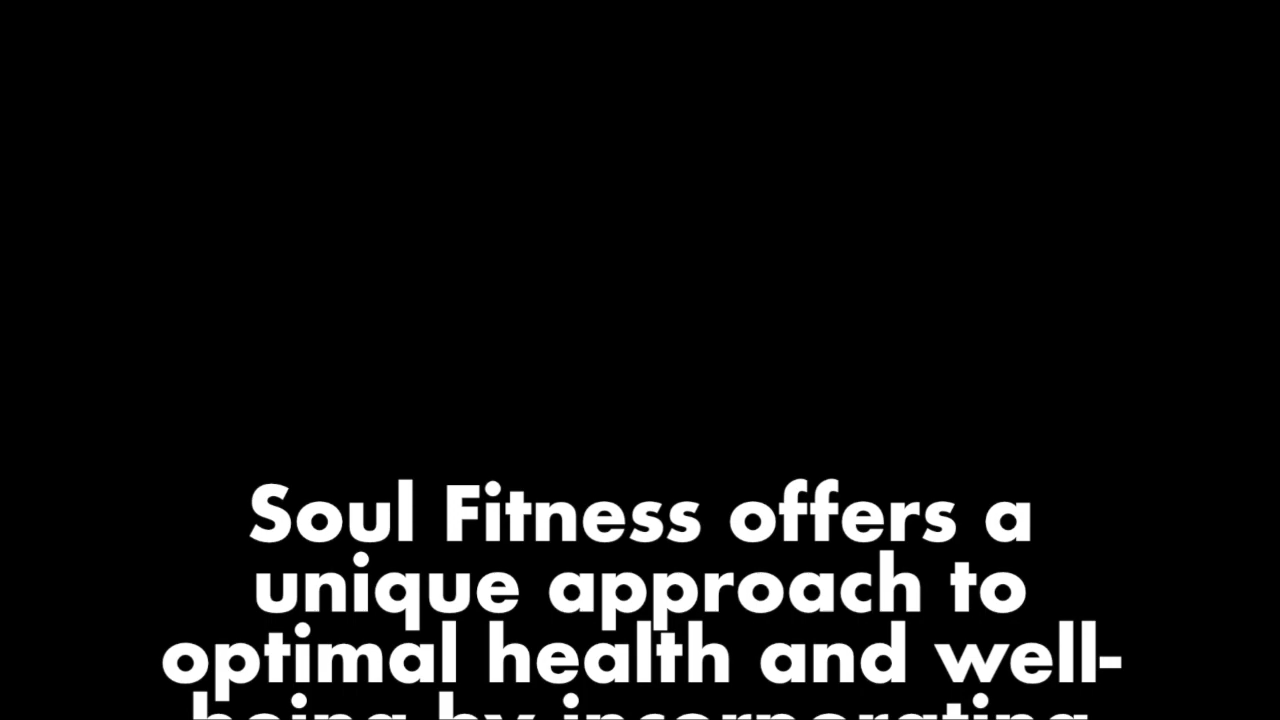 Soul Fitness offers a
unique approach to
optimal health and well-
being by incorporating